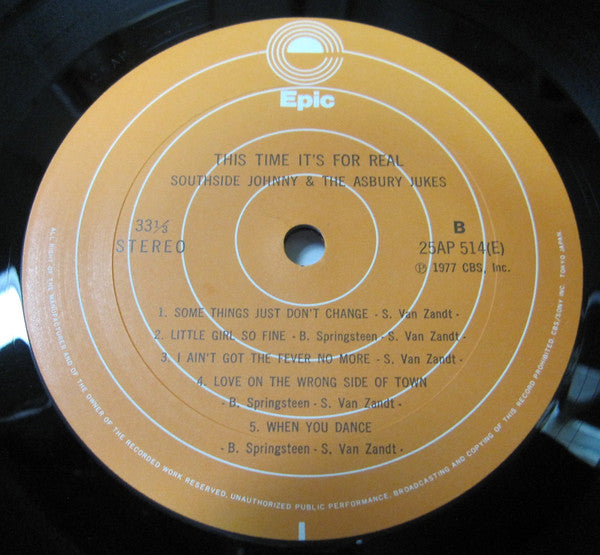 Epic
THIS TIME IT'S FOR REAL
SOUTHSIDE JOHNNY & THE ASBURY JUKES
33⅓
STEREO
B
25AP 514(E)
Ⓟ 1977 CBS, Inc.
1. SOME THINGS JUST DON'T CHANGE - S. Van Zandt -
2. LITTLE GIRL SO FINE - B. Springsteen - S. Van Zandt -
3. I AIN'T GOT THE FEVER NO MORE - S. Van Zandt -
4. LOVE ON THE WRONG SIDE OF TOWN
- B. Springsteen - S. Van Zandt -
5. WHEN YOU DANCE
- B. Springsteen - S. Van Zandt -
ALL RIGHT OF THE MANUFACTURER AND OF THE OWNER OF THE RECORDED WORK RESERVED. UNAUTHORIZED PUBLIC PERFORMANCE, BROADCASTING AND COPYING OF THIS RECORD PROHIBITED. CBS/SONY INC. TOKYO JAPAN.